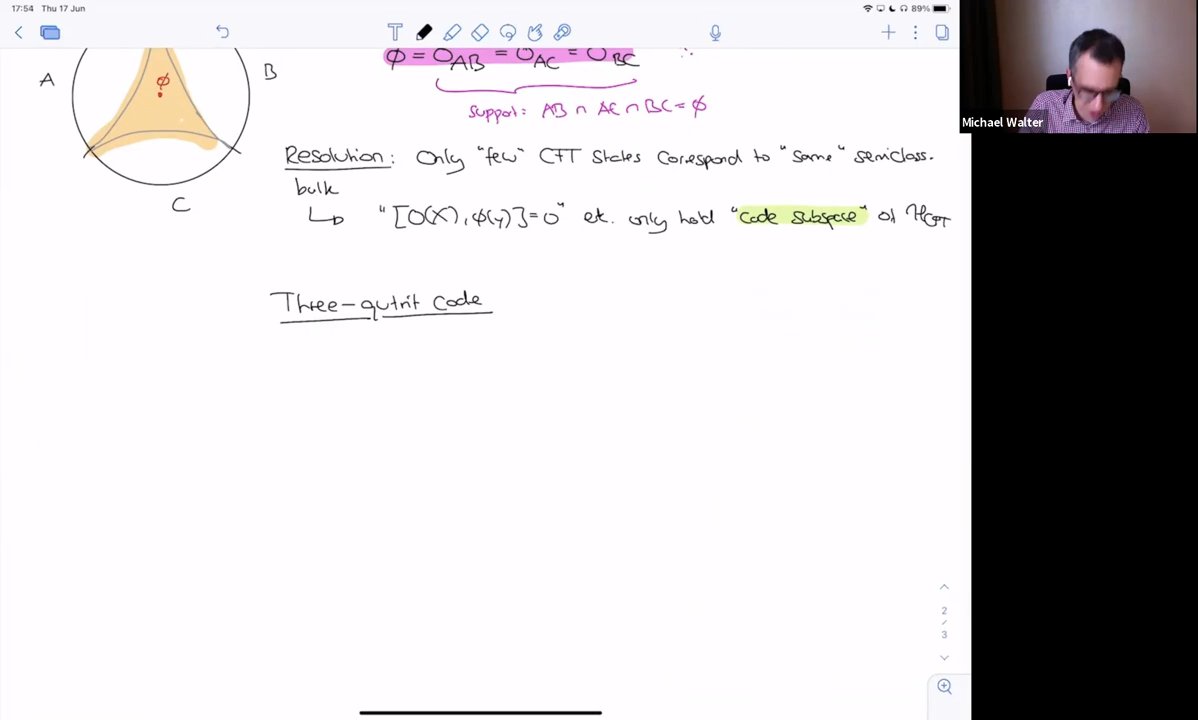 17:54 Thu 17 Jun
89%
A
B
C
ϕ
ϕ = O_AB = O_AC = O_BC
support: AB ∩ AC ∩ BC = ∅
Resolution: Only "few" CFT states correspond to "same" semiclass.
bulk
↳ "[O(x), ϕ(y)] = 0" etc. only hold "code subspace" of H_CFT
Three-qutrit code
Michael Walter
2
/
3